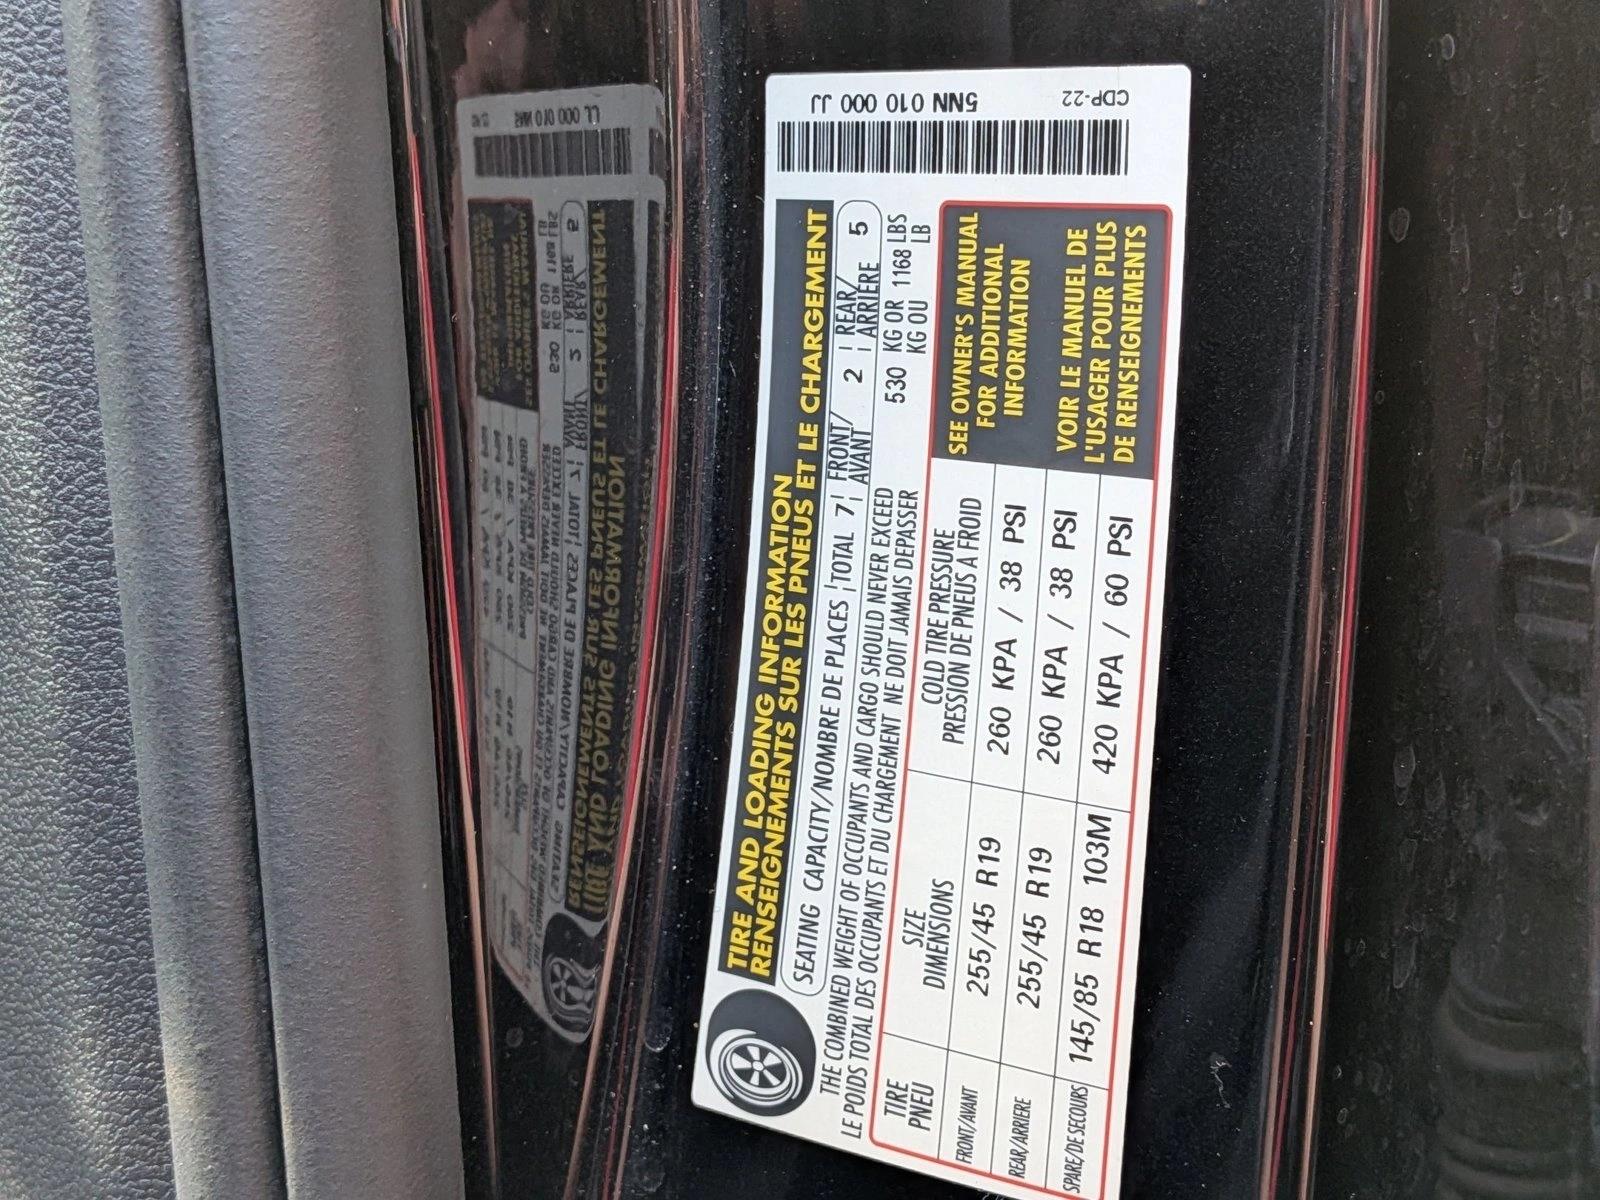 TIRE AND LOADING INFORMATION
RENSEIGNEMENTS SUR LES PNEUS ET LE CHARGEMENT
SEATING CAPACITY/NOMBRE DE PLACES TOTAL 7 FRONT/AVANT 2 REAR/ARRIÈRE 5
THE COMBINED WEIGHT OF OCCUPANTS AND CARGO SHOULD NEVER EXCEED 530 KG OR 1168 LBS
LE POIDS TOTAL DES OCCUPANTS ET DU CHARGEMENT NE DOIT JAMAIS DEPASSER KG OU LB
TIRE SIZE COLD TIRE PRESSURE
PNEU DIMENSIONS PRESSION DE PNEUS A FROID
FRONT/AVANT 255/45 R19 260 KPA / 38 PSI
REAR/ARRIERE 255/45 R19 260 KPA / 38 PSI
SPARE/DE SECOURS 145/85 R18 103M 420 KPA / 60 PSI
SEE OWNER'S MANUAL
FOR ADDITIONAL
INFORMATION
VOIR LE MANUEL DE
L'USAGER POUR PLUS
DE RENSEIGNEMENTS
CDP-22 5NN 010 000 JJ